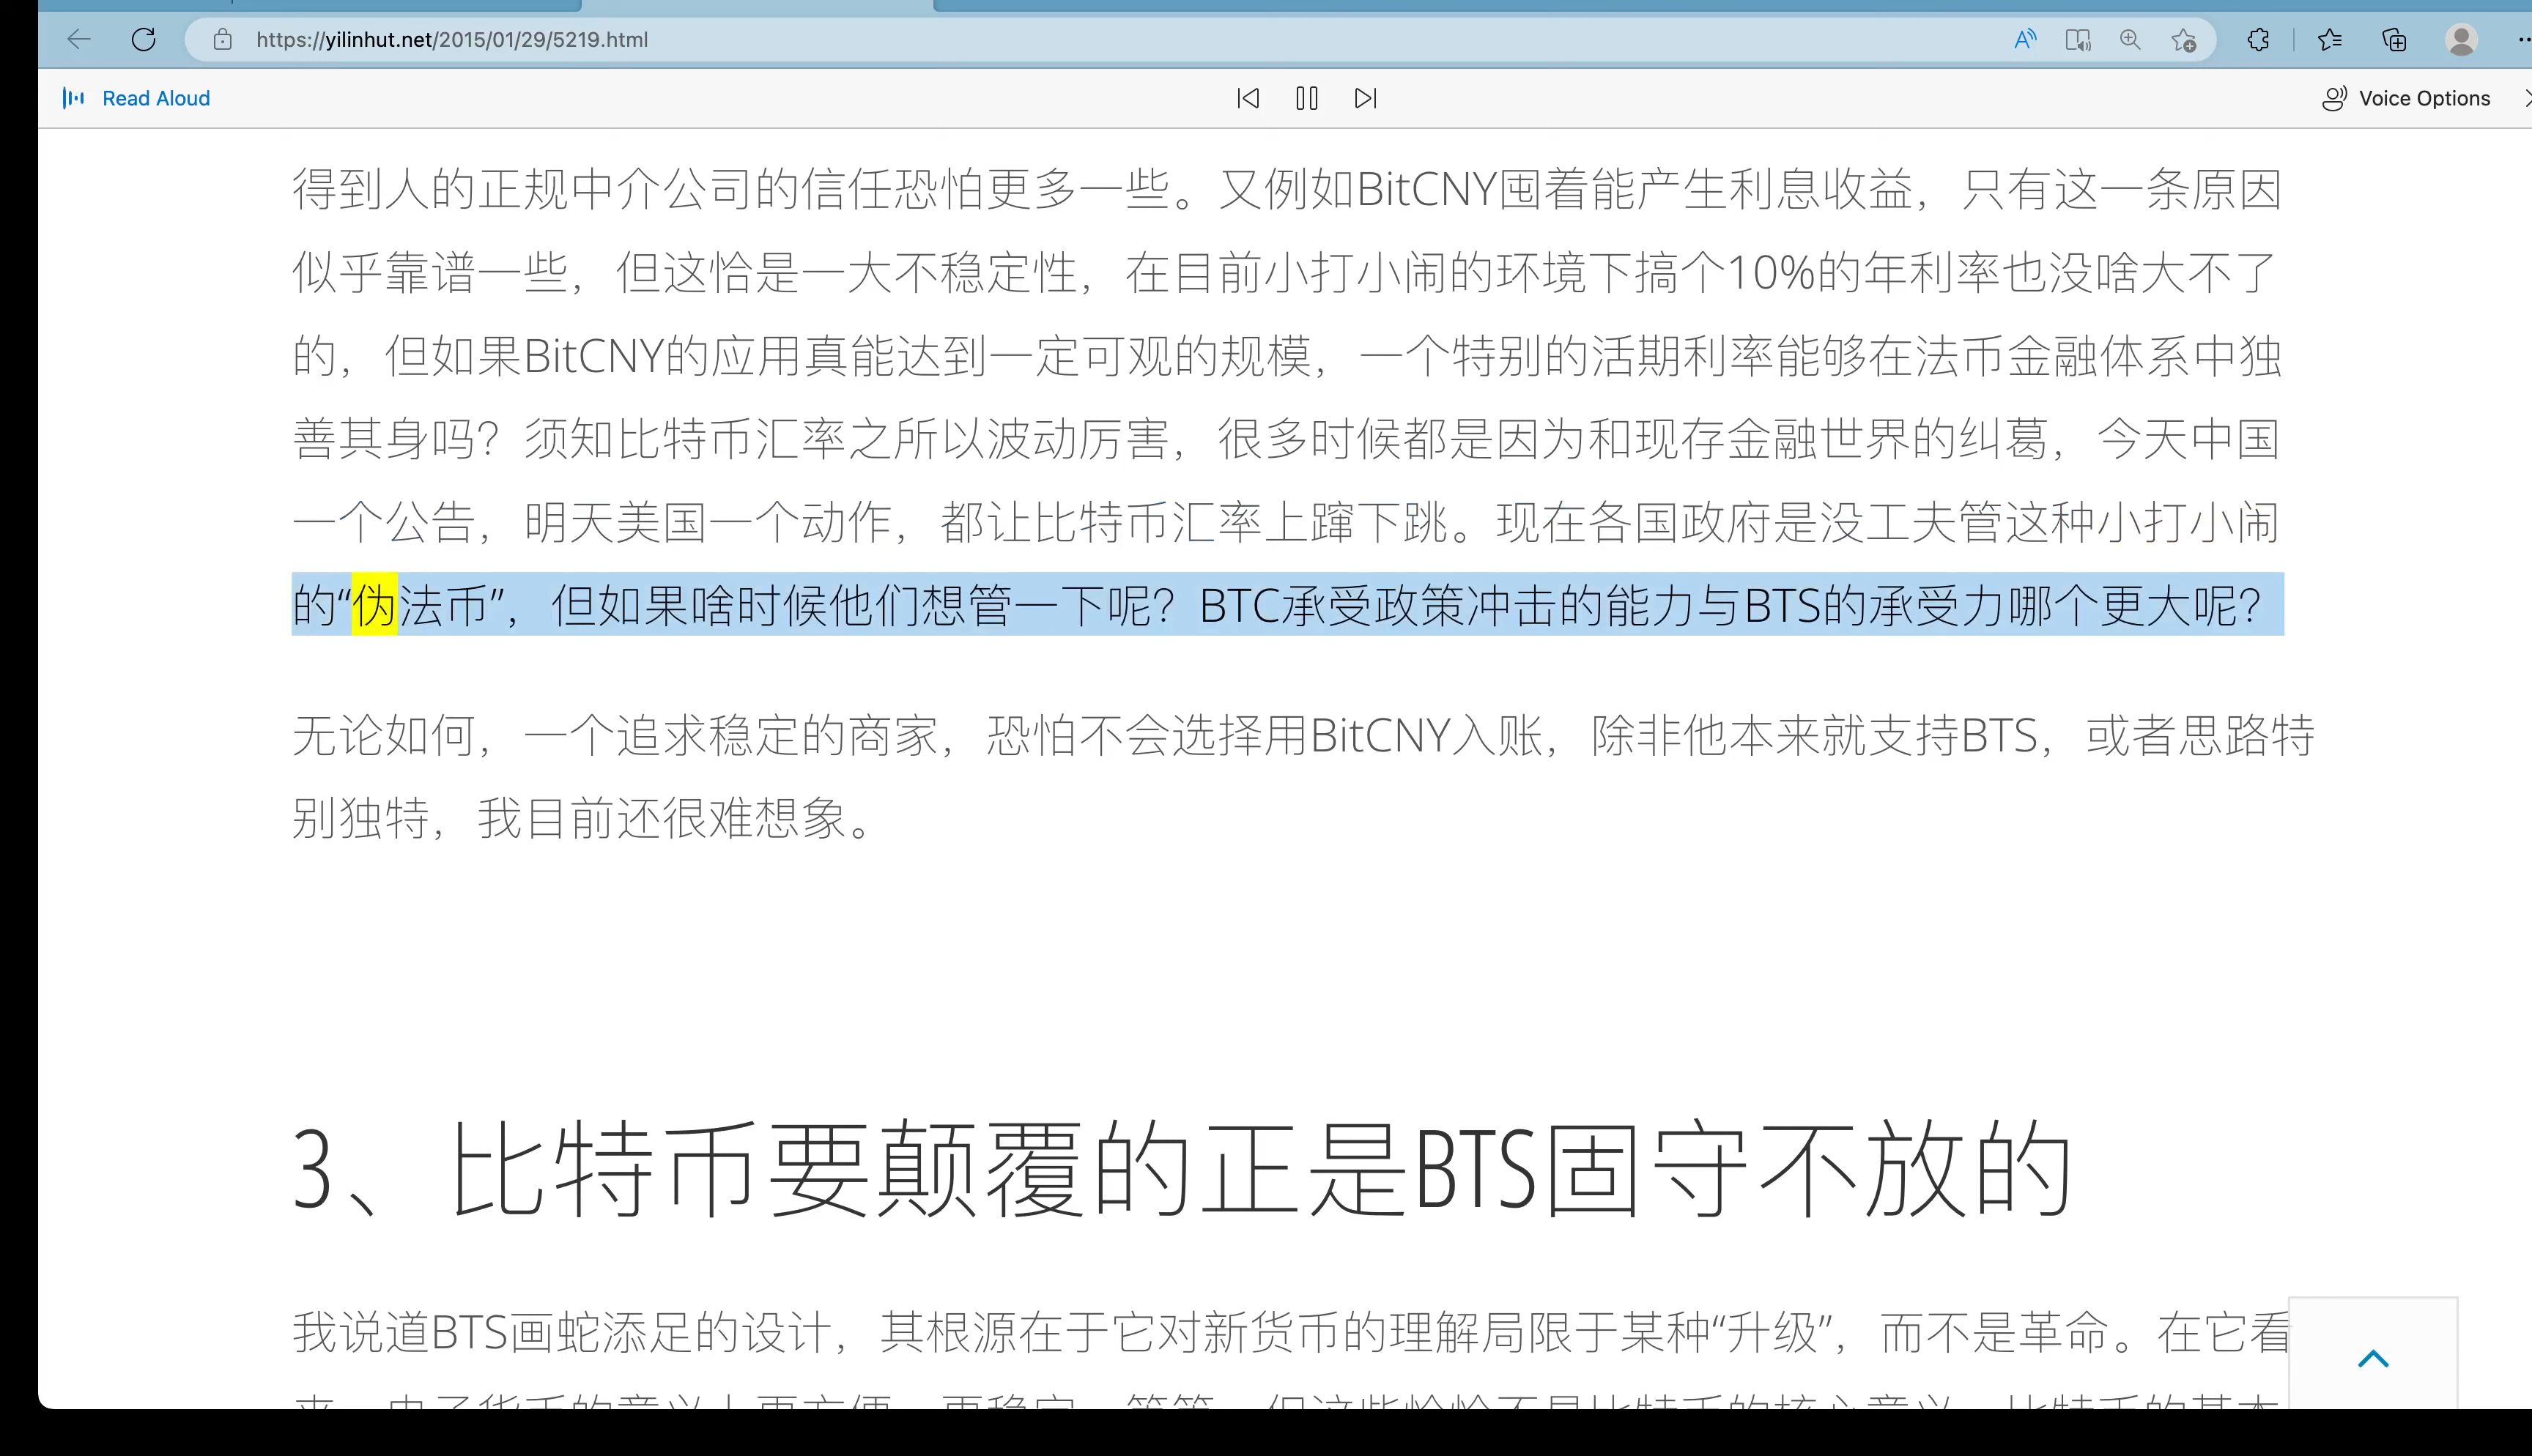 https://yilinhut.net/2015/01/29/5219.html
Read Aloud
Voice Options
得到人的正规中介公司的信任恐怕更多一些。又例如BitCNY囤着能产生利息收益，只有这一条原因
似乎靠谱一些，但这恰是一大不稳定性，在目前小打小闹的环境下搞个10%的年利率也没啥大不了
的，但如果BitCNY的应用真能达到一定可观的规模，一个特别的活期利率能够在法币金融体系中独
善其身吗？须知比特币汇率之所以波动厉害，很多时候都是因为和现存金融世界的纠葛，今天中国
一个公告，明天美国一个动作，都让比特币汇率上蹿下跳。现在各国政府是没工夫管这种小打小闹
的“伪法币”，但如果啥时候他们想管一下呢？BTC承受政策冲击的能力与BTS的承受力哪个更大呢？
无论如何，一个追求稳定的商家，恐怕不会选择用BitCNY入账，除非他本来就支持BTS，或者思路特
别独特，我目前还很难想象。
3、比特币要颠覆的正是BTS固守不放的
我说道BTS画蛇添足的设计，其根源在于它对新货币的理解局限于某种“升级”，而不是革命。在它看